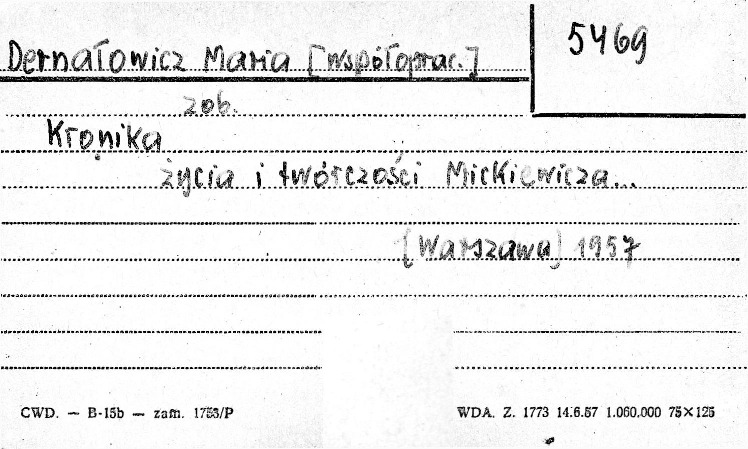 Dernałowicz Maria [współprac.]
5469
zob.
Kronika
życia i twórczości Mickiewicza...
[Warszawa] 1957
CWD. — B-15b — zam. 1753/P
WDA. Z. 1773 14.6.57 1.060.000 75×125